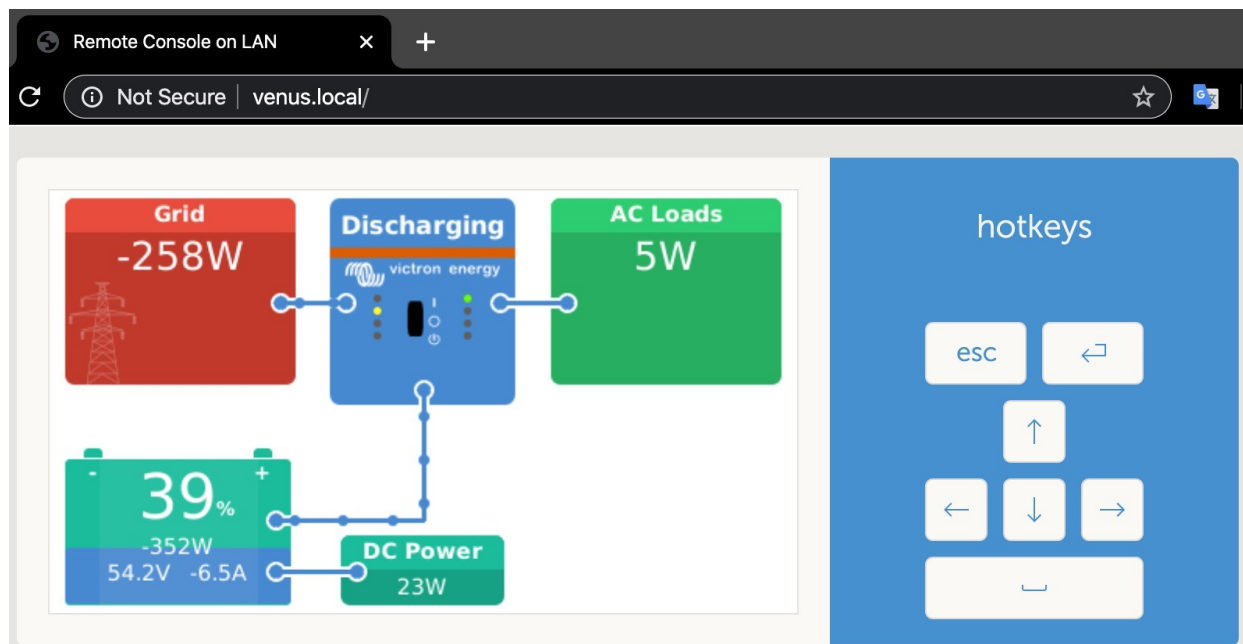 Remote Console on LAN
Not Secure venus.local/
Grid
-258W
Discharging
victron energy
AC Loads
5W
hotkeys
esc
- +
39%
-352W
54.2V -6.5A
DC Power
23W